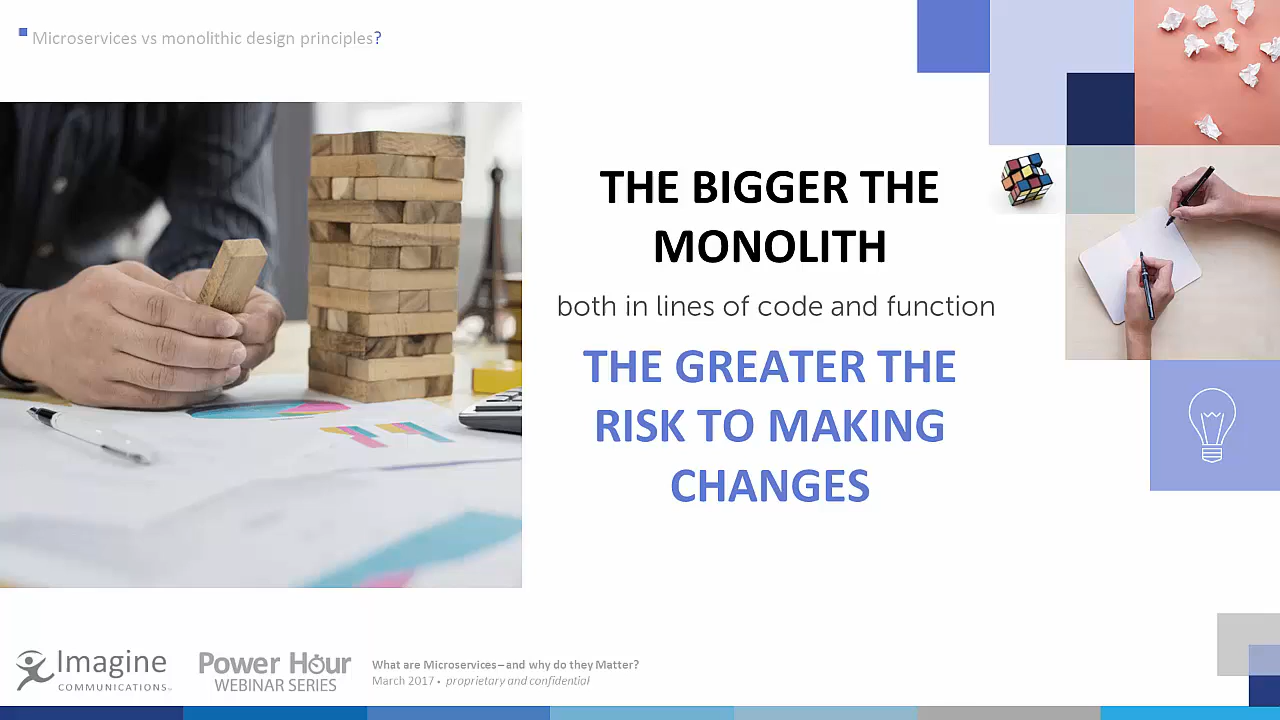 Microservices vs monolithic design principles?
THE BIGGER THE
MONOLITH
both in lines of code and function
THE GREATER THE
RISK TO MAKING
CHANGES
Imagine
COMMUNICATIONS
Power Hour
WEBINAR SERIES
What are Microservices—and why do they Matter?
March 2017 • proprietary and confidential